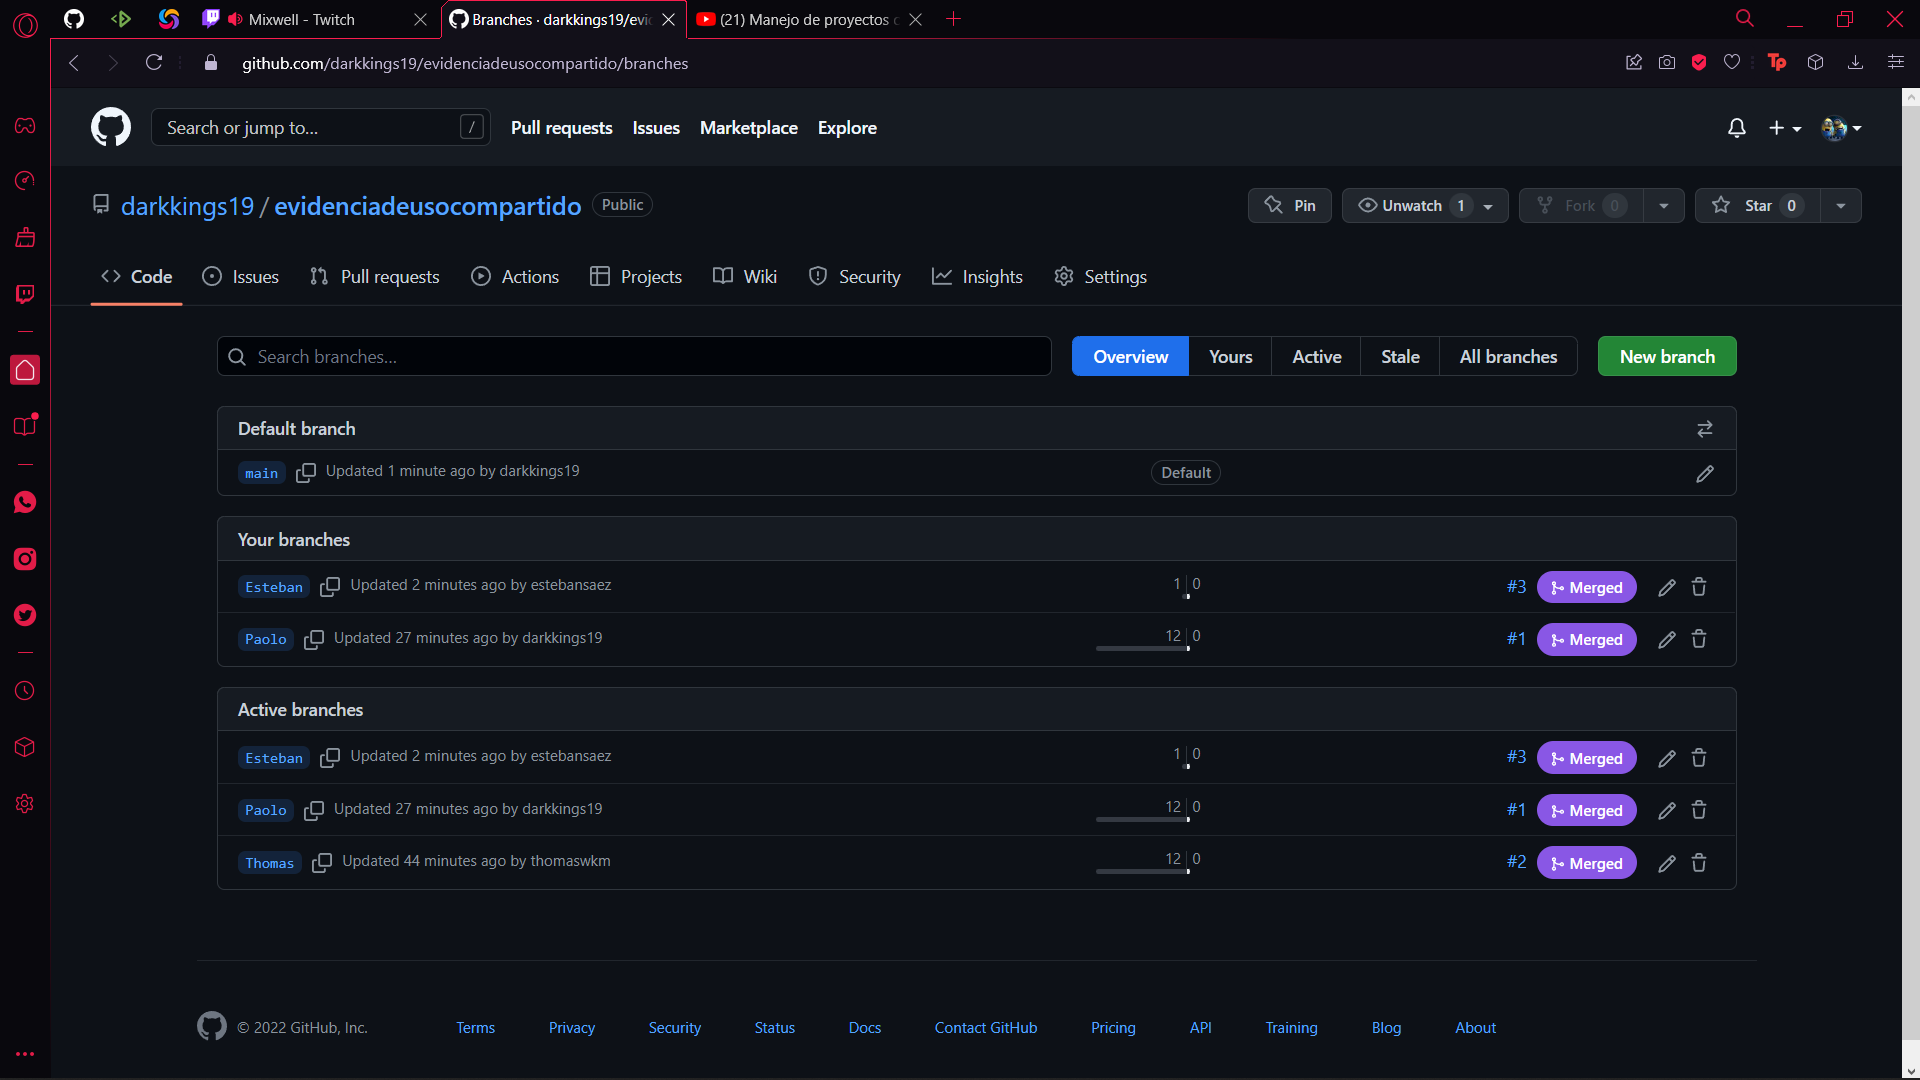 Mixwell - Twitch
Branches · darkkings19/evi
(21) Manejo de proyectos c
github.com/darkkings19/evidenciadeusocompartido/branches
Search or jump to... /
Pull requests Issues Marketplace Explore
darkkings19 / evidenciadeusocompartido Public
Pin Unwatch 1 Fork 0 Star 0
Code Issues Pull requests Actions Projects Wiki Security Insights Settings
Search branches...
Overview Yours Active Stale All branches New branch
Default branch
main Updated 1 minute ago by darkkings19 Default
Your branches
Esteban Updated 2 minutes ago by estebansaez 1 0 #3 Merged
Paolo Updated 27 minutes ago by darkkings19 12 0 #1 Merged
Active branches
Esteban Updated 2 minutes ago by estebansaez 1 0 #3 Merged
Paolo Updated 27 minutes ago by darkkings19 12 0 #1 Merged
Thomas Updated 44 minutes ago by thomaswkm 12 0 #2 Merged
© 2022 GitHub, Inc. Terms Privacy Security Status Docs Contact GitHub Pricing API Training Blog About